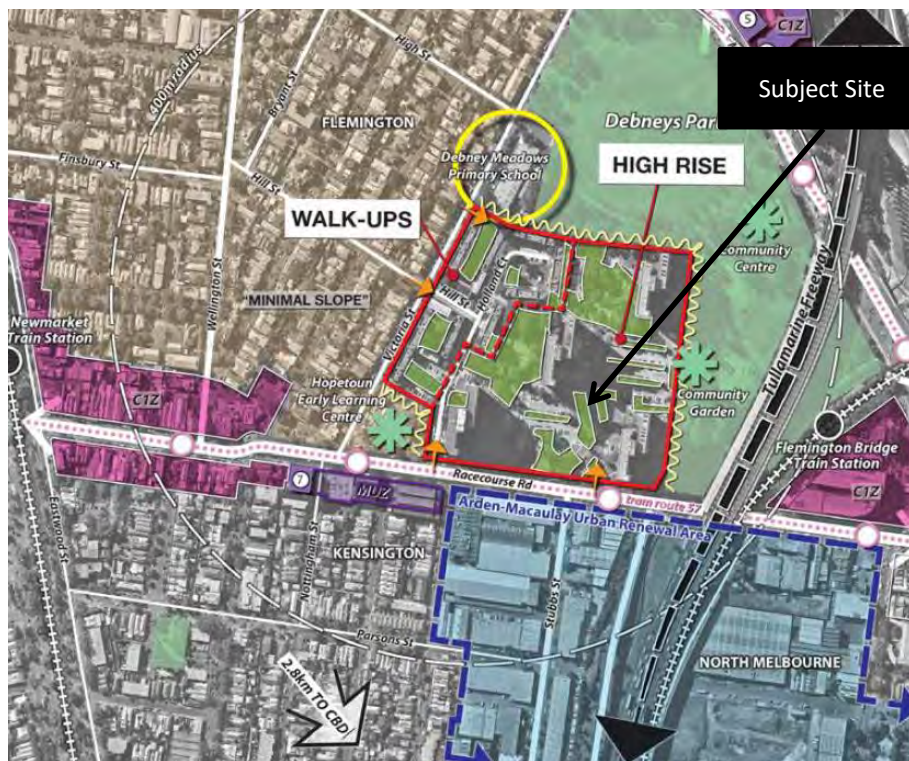 5
C1Z
High St
400m radius
Bryant St
Subject Site
FLEMINGTON
Debneys Par
Debney Meadows
Primary School
HIGH RISE
Finsbury St
Hill St
WALK-UPS
Community
Centre
Wellington St
Holland Ct
Tullamarine Freeway
"MINIMAL SLOPE"
Hill St
Newmarket
Train Station
Victoria St
Hopetoun
Early Learning
Centre
Community
Garden
C1Z
Flemington Bridge
Train Station
Racecourse Rd
7
MUZ
tram route 57
C1Z
Arden-Macaulay Urban Renewal Area
Eastwood St
Nottingham St
KENSINGTON
Stubbs St
Parsons St
NORTH MELBOURNE
2.8km TO CBD